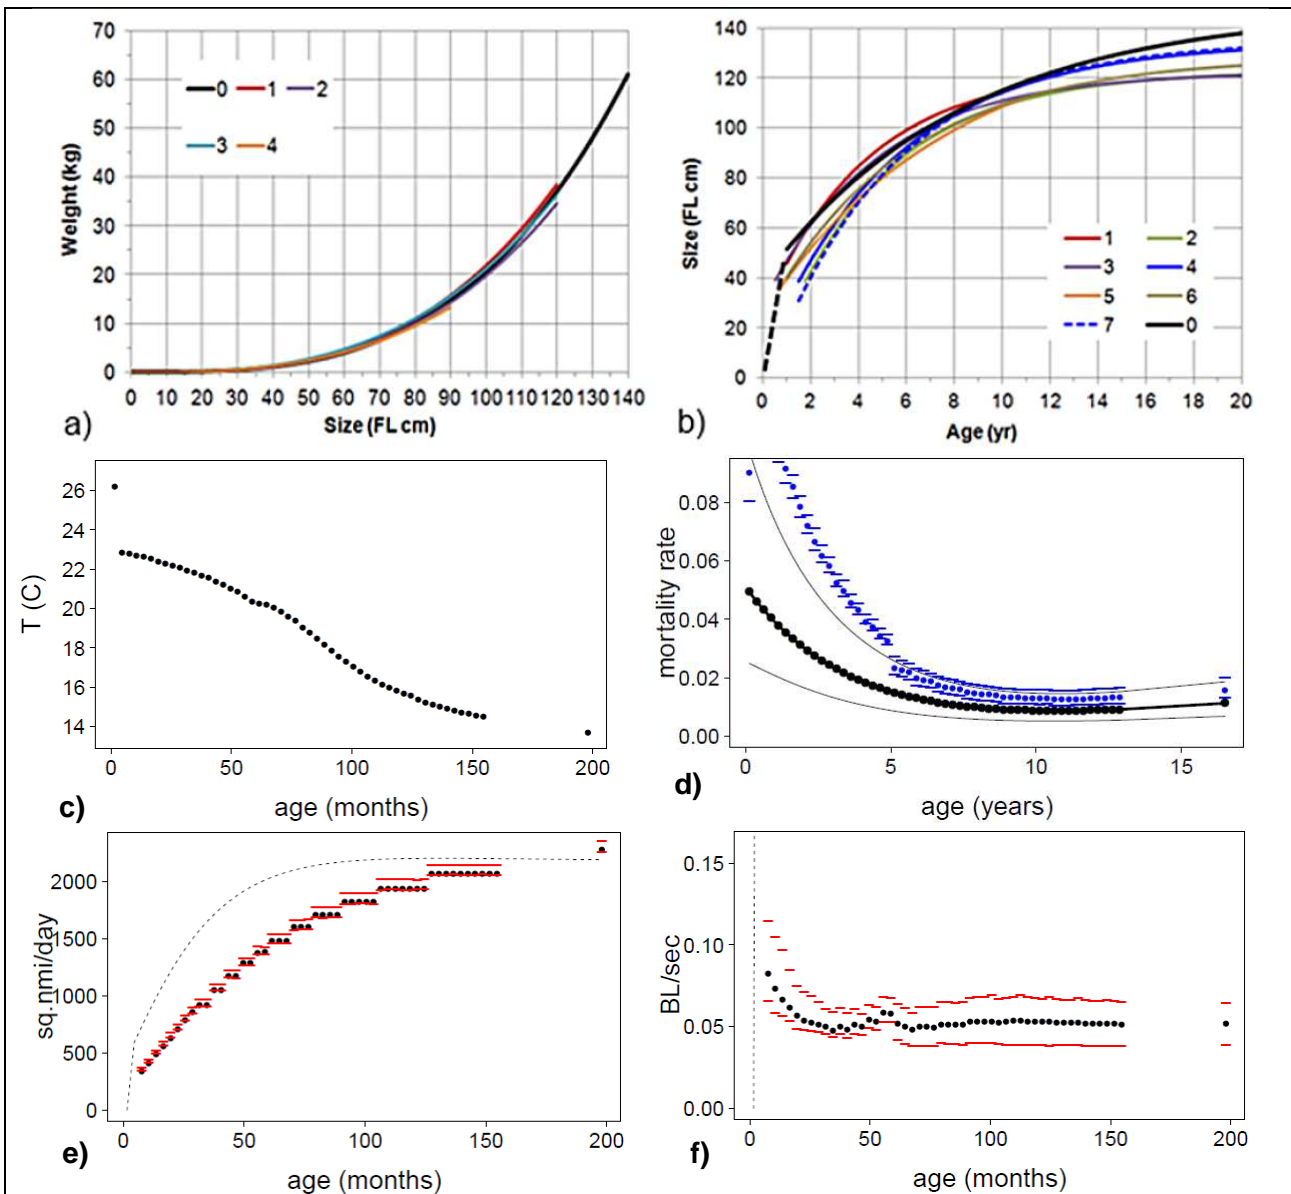 70
60
50
40
30
20
10
0
Weight (kg)
0 1 2
3 4
0 10 20 30 40 50 60 70 80 90 100 110 120 130 140
Size (FL cm)
a)
140
120
100
80
60
40
20
0
Size (FL cm)
1 2
3 4
5 6
7 0
0 2 4 6 8 10 12 14 16 18 20
Age (yr)
b)
26
24
22
20
18
16
14
T (C)
0 50 100 150 200
age (months)
c)
0.08
0.06
0.04
0.02
0.00
mortality rate
0 5 10 15
age (years)
d)
2000
1500
1000
500
0
sq.nmi/day
0 50 100 150 200
age (months)
e)
0.15
0.10
0.05
0.00
BL/sec
0 50 100 150 200
age (months)
f)